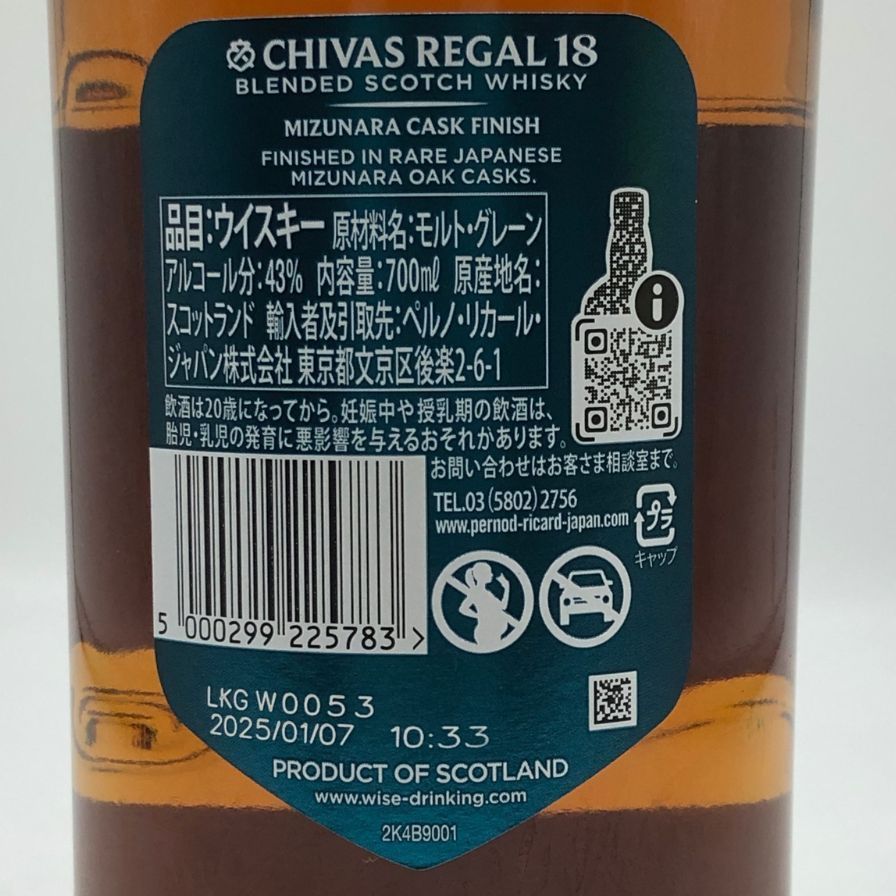 CHIVAS REGAL 18
BLENDED SCOTCH WHISKY
MIZUNARA CASK FINISH
FINISHED IN RARE JAPANESE
MIZUNARA OAK CASKS.
品目:ウイスキー 原材料名:モルト・グレーン
アルコール分:43% 内容量:700mℓ 原産地名:
スコットランド 輸入者及引取先:ペルノ・リカール・
ジャパン株式会社 東京都文京区後楽2-6-1
飲酒は20歳になってから。妊娠中や授乳期の飲酒は、
胎児・乳児の発育に悪影響を与えるおそれがあります。
お問い合わせはお客さま相談室まで。
TEL.03 (5802) 2756
www.pernod-ricard-japan.com
プラ
キャップ
i
5 000299 225783 >
LKG W0053
2025/01/07 10:33
PRODUCT OF SCOTLAND
www.wise-drinking.com
2K4B9001